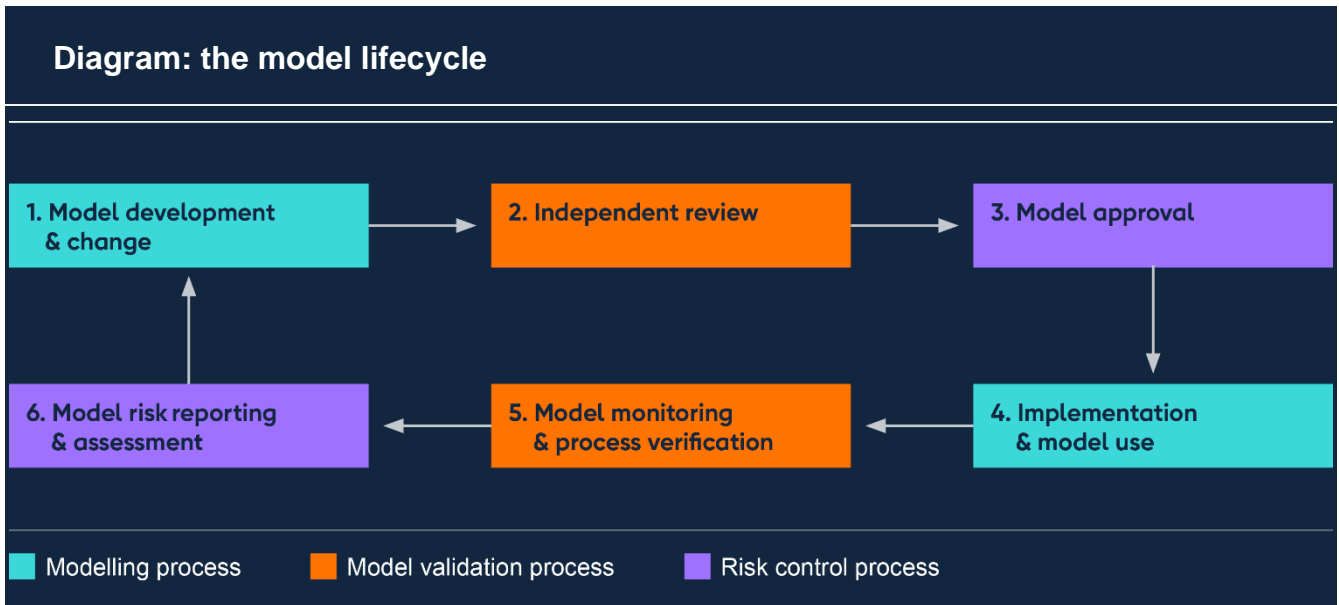 Diagram: the model lifecycle
1. Model development
& change
2. Independent review
3. Model approval
6. Model risk reporting
& assessment
5. Model monitoring
& process verification
4. Implementation
& model use
Modelling process
Model validation process
Risk control process